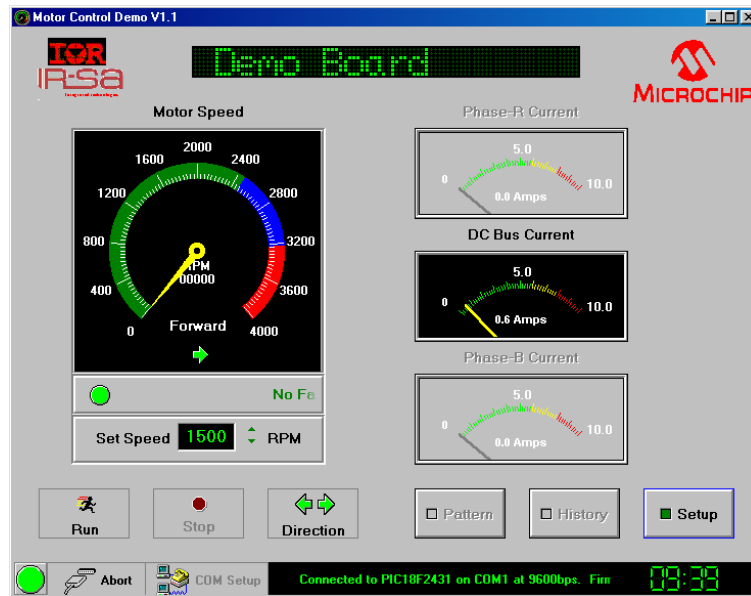 Motor Control Demo V1.1
IOR
IR-sa
Demo Board
MICROCHIP
Motor Speed
0
400
800
1200
1600
2000
2400
2800
3200
3600
4000
RPM
00000
Forward
No Fa
Set Speed 1500 RPM
Phase-R Current
0
5.0
10.0
0.0 Amps
DC Bus Current
0
5.0
10.0
0.6 Amps
Phase-B Current
0
5.0
10.0
0.0 Amps
Run
Stop
Direction
Pattern
History
Setup
Abort
COM Setup
Connected to PIC18F2431 on COM1 at 9600bps. Firm
09:39